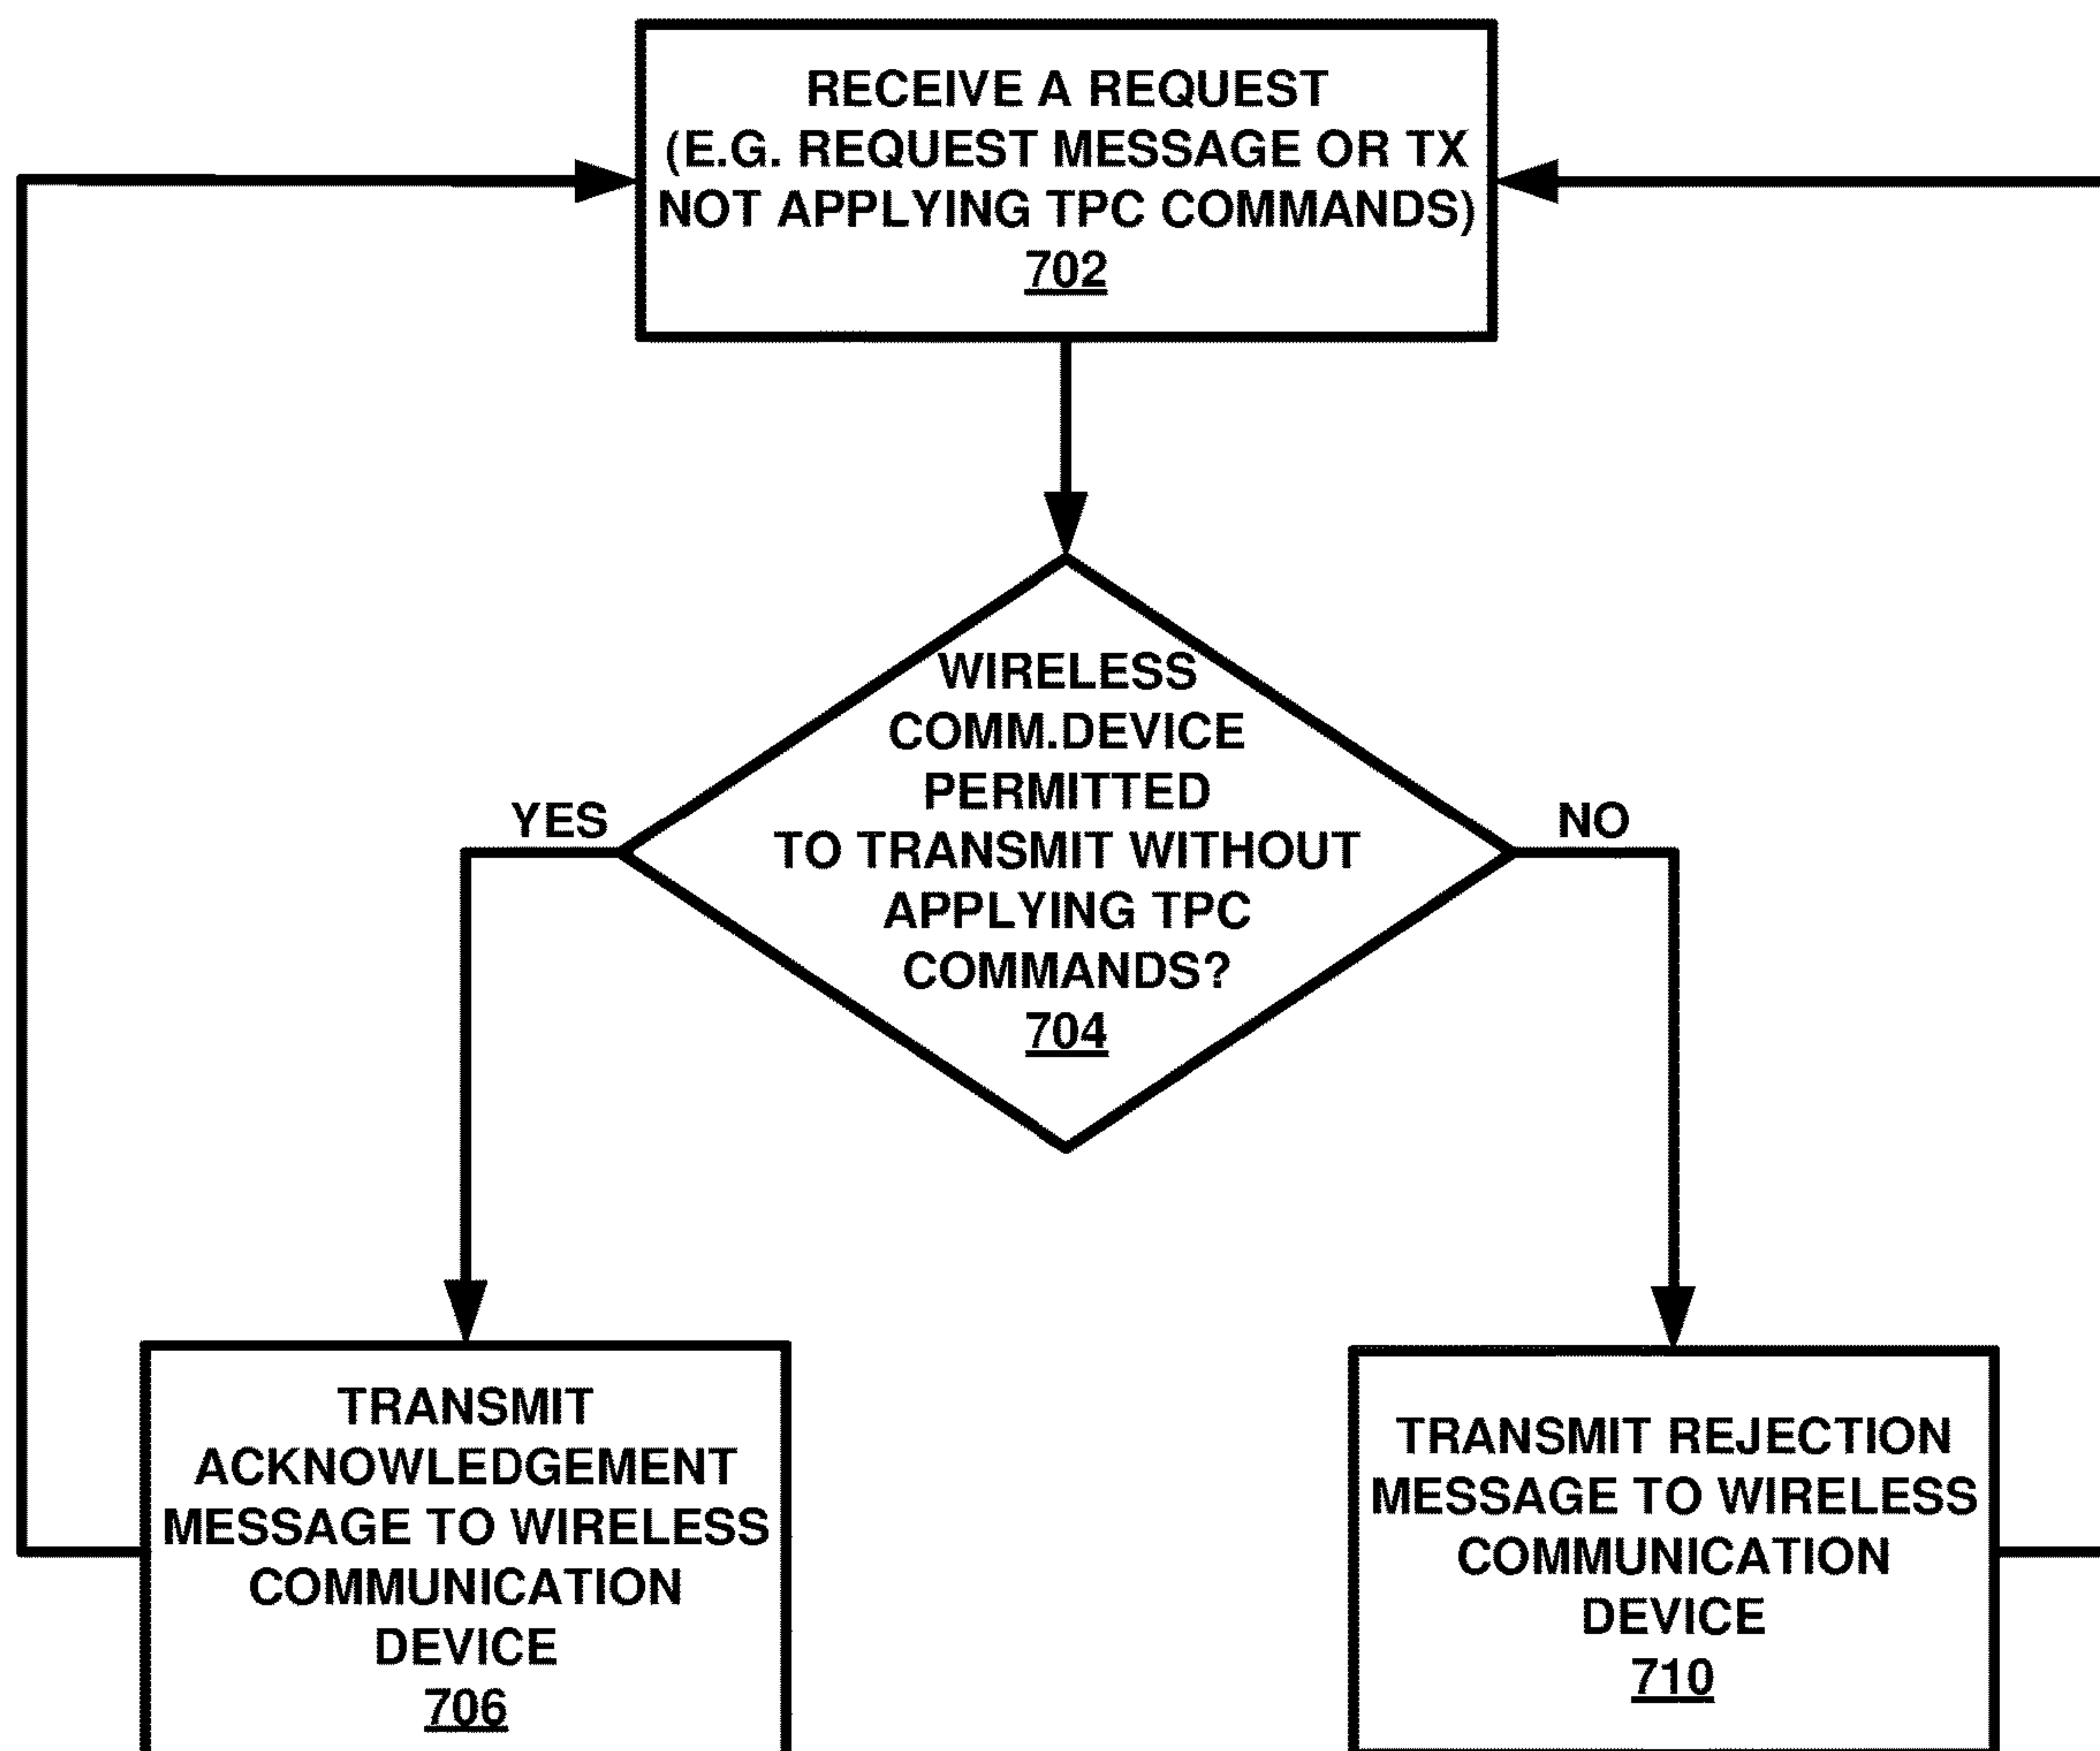 RECEIVE A REQUEST
(E.G. REQUEST MESSAGE OR TX
NOT APPLYING TPC COMMANDS)
702
WIRELESS
COMM.DEVICE
PERMITTED
TO TRANSMIT WITHOUT
APPLYING TPC
COMMANDS?
704
YES
NO
TRANSMIT
ACKNOWLEDGEMENT
MESSAGE TO WIRELESS
COMMUNICATION
DEVICE
706
TRANSMIT REJECTION
MESSAGE TO WIRELESS
COMMUNICATION
DEVICE
710